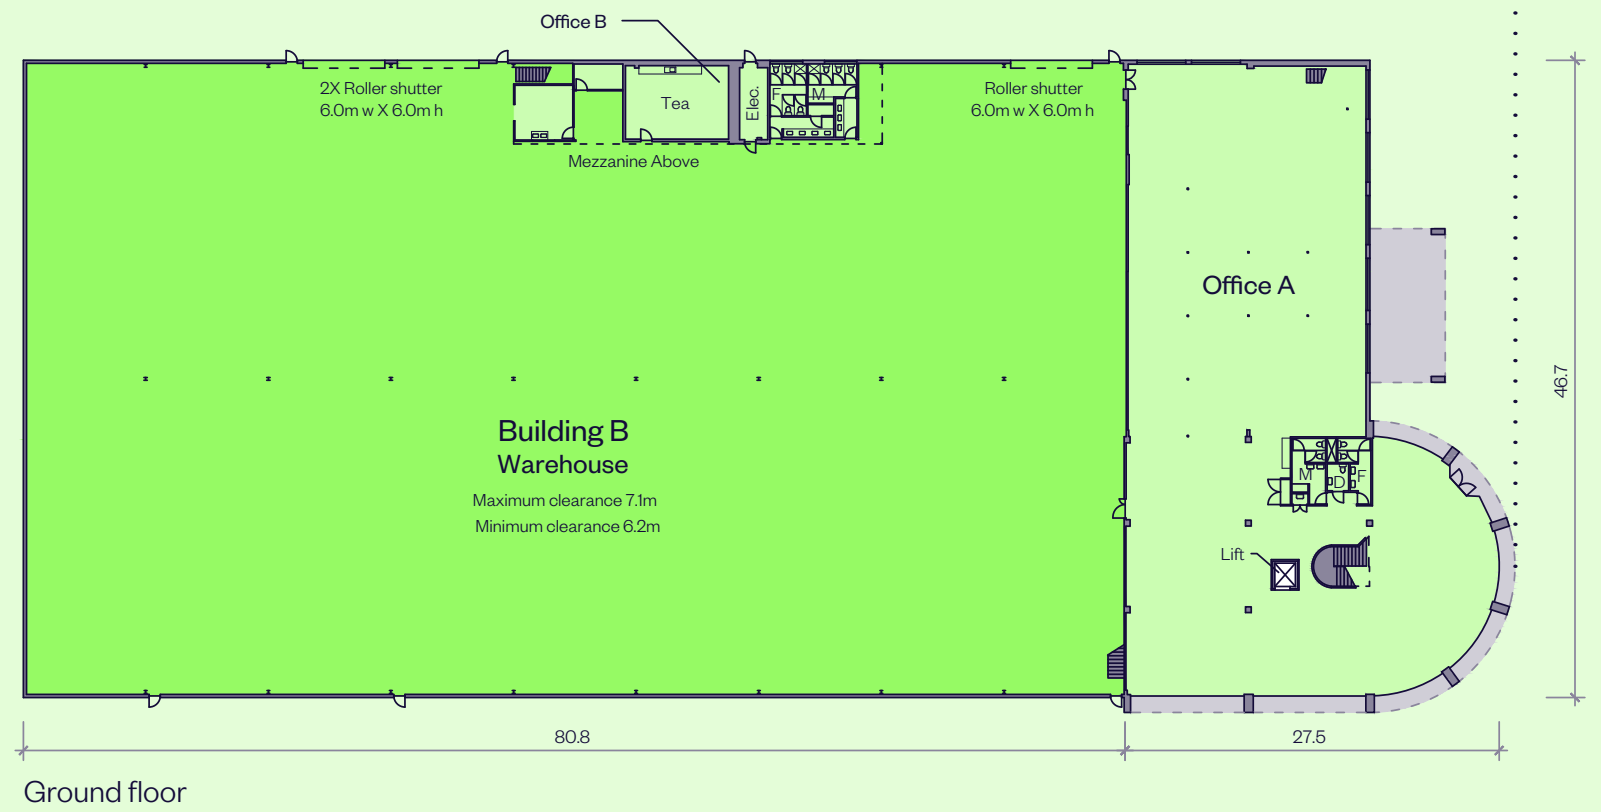 Office B
2X Roller shutter
6.0m w X 6.0m h
Tea
Elec.
F
M
Roller shutter
6.0m w X 6.0m h
Mezzanine Above
Office A
46.7
Building B
Warehouse
Maximum clearance 7.1m
Minimum clearance 6.2m
M
D
F
Lift
80.8
27.5
Ground floor